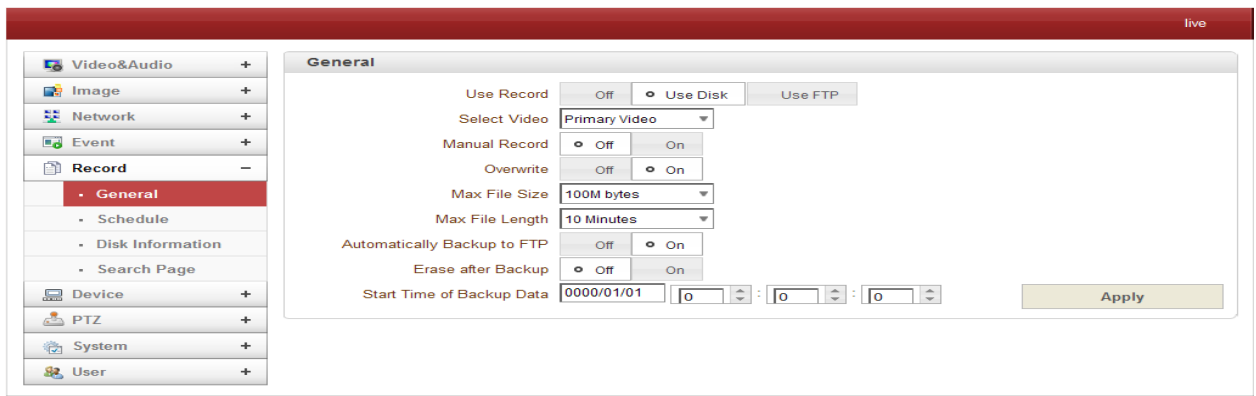 live
Video&Audio +
Image +
Network +
Event +
Record −
General
Schedule
Disk Information
Search Page
Device +
PTZ +
System +
User +
General
Use Record Off Use Disk Use FTP
Select Video Primary Video
Manual Record Off On
Overwrite Off On
Max File Size 100M bytes
Max File Length 10 Minutes
Automatically Backup to FTP Off On
Erase after Backup Off On
Start Time of Backup Data 0000/01/01 0 : 0 : 0 Apply